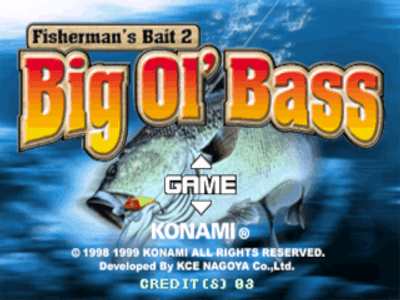 Fisherman's Bait 2
Big Ol' Bass
GAME
KONAMI®
© 1998 1999 KONAMI ALL RIGHTS RESERVED.
Developed By KCE NAGOYA Co.,Ltd.
CREDIT(S) 03